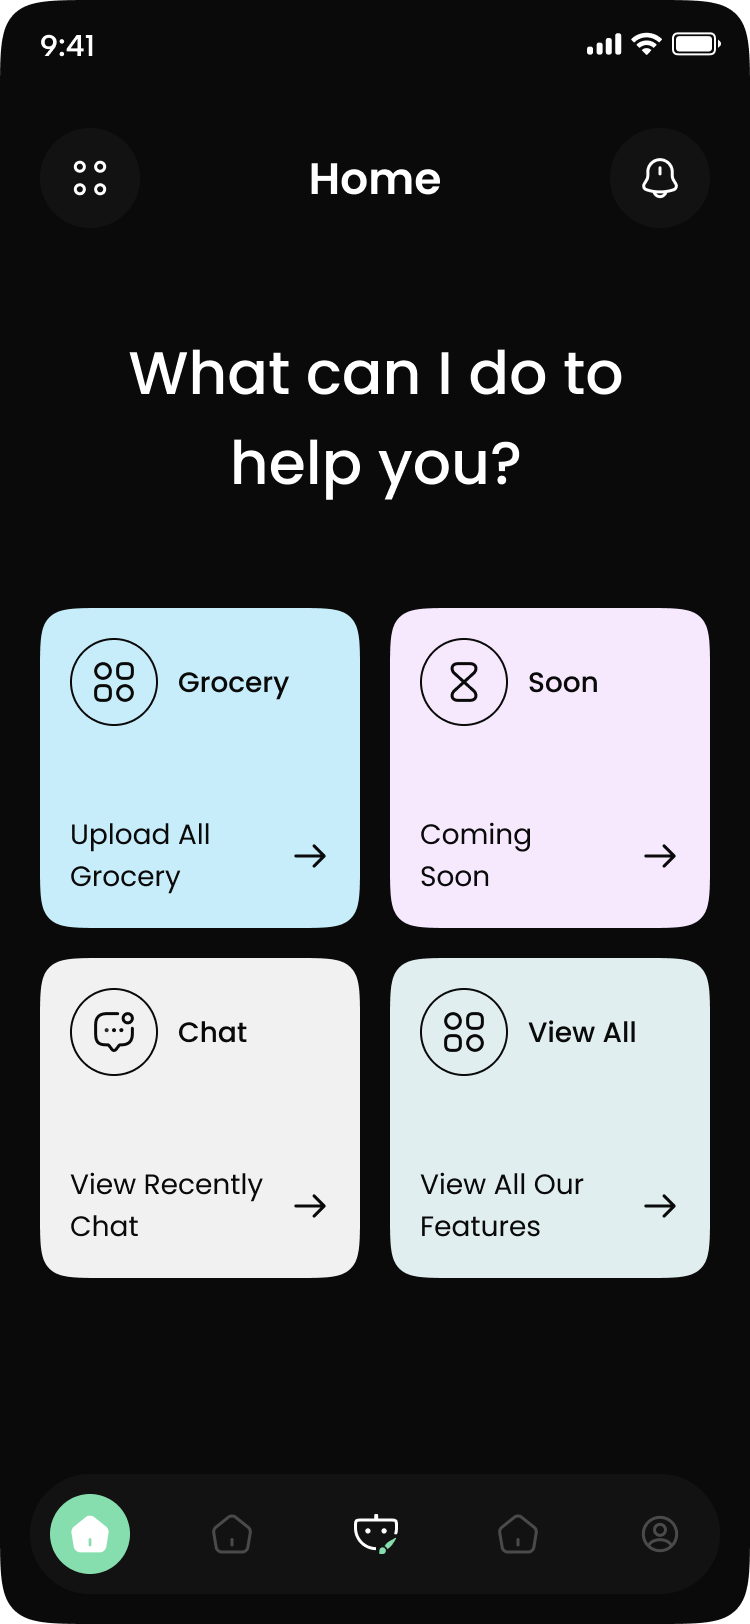 9:41
Home
What can I do to
help you?
Grocery
Upload All
Grocery
Soon
Coming
Soon
Chat
View Recently
Chat
View All
View All Our
Features